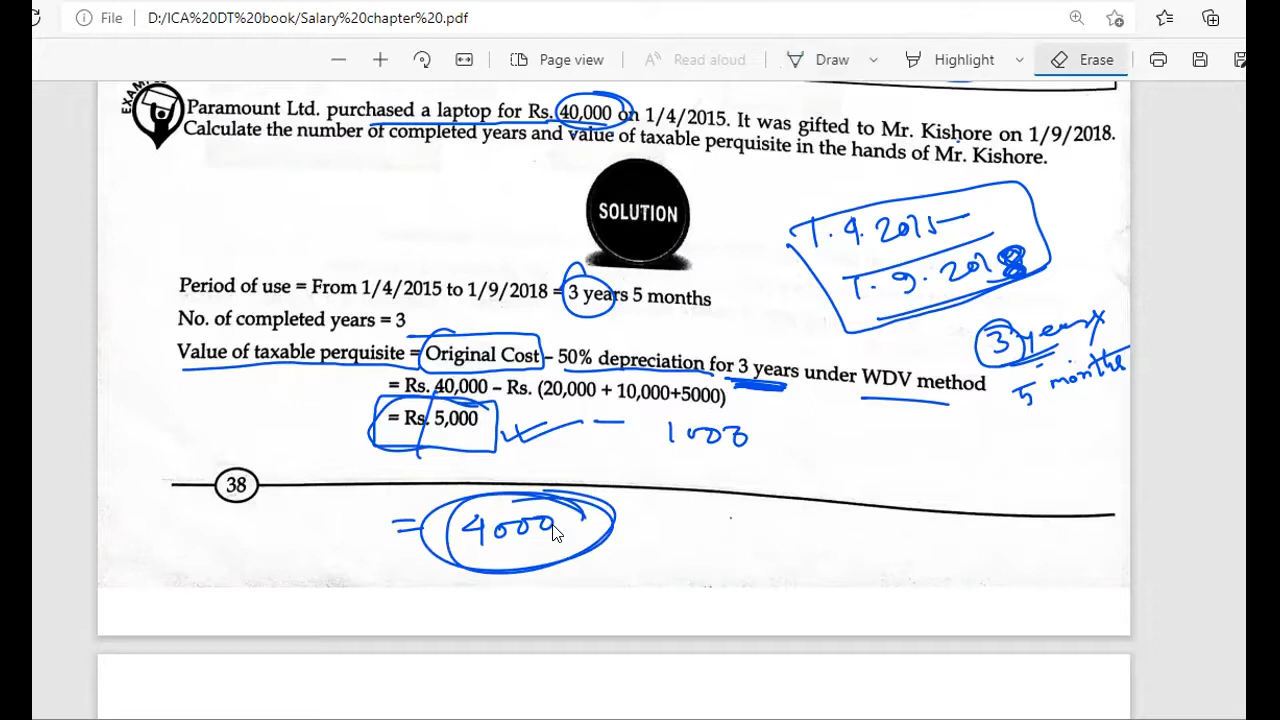 File D:/ICA%20DT%20book/Salary%20chapter%20.pdf
Page view Read aloud Draw Highlight Erase
EXAMPLE
Paramount Ltd. purchased a laptop for Rs. 40,000 on 1/4/2015. It was gifted to Mr. Kishore on 1/9/2018.
Calculate the number of completed years and value of taxable perquisite in the hands of Mr. Kishore.
SOLUTION
1.4.2015
1.9.2018
Period of use = From 1/4/2015 to 1/9/2018 = 3 years 5 months
No. of completed years = 3
3 years
5 months
Value of taxable perquisite = Original Cost – 50% depreciation for 3 years under WDV method
= Rs. 40,000 – Rs. (20,000 + 10,000+5000)
= Rs. 5,000
– 1000
38
= 4000